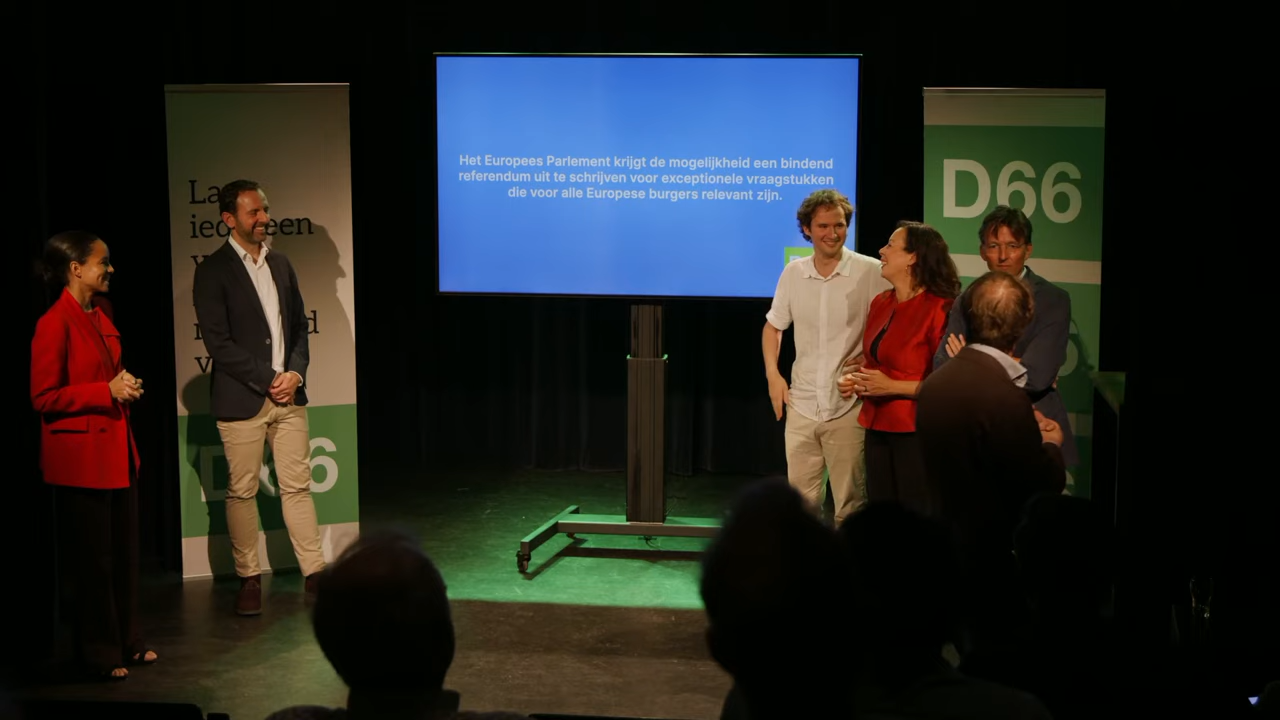 Het Europees Parlement krijgt de mogelijkheid een bindend
referendum uit te schrijven voor exceptionele vraagstukken
die voor alle Europese burgers relevant zijn.
D66
D66